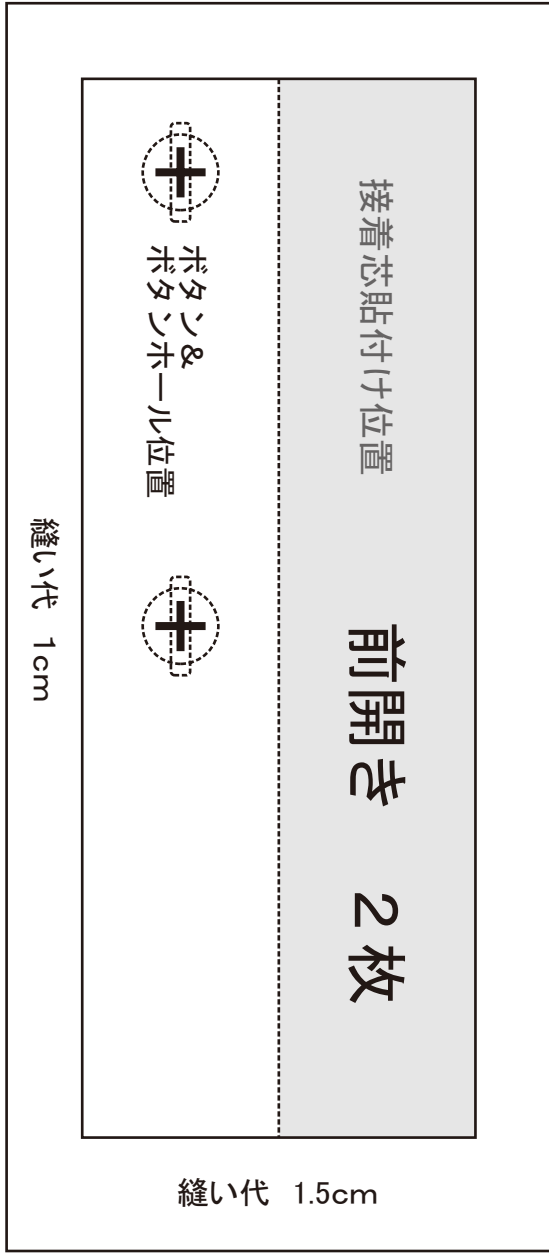 接着芯貼付け位置
前開き　２枚
ボタン＆
ボタンホール位置
縫い代　1cm
縫い代　1.5cm